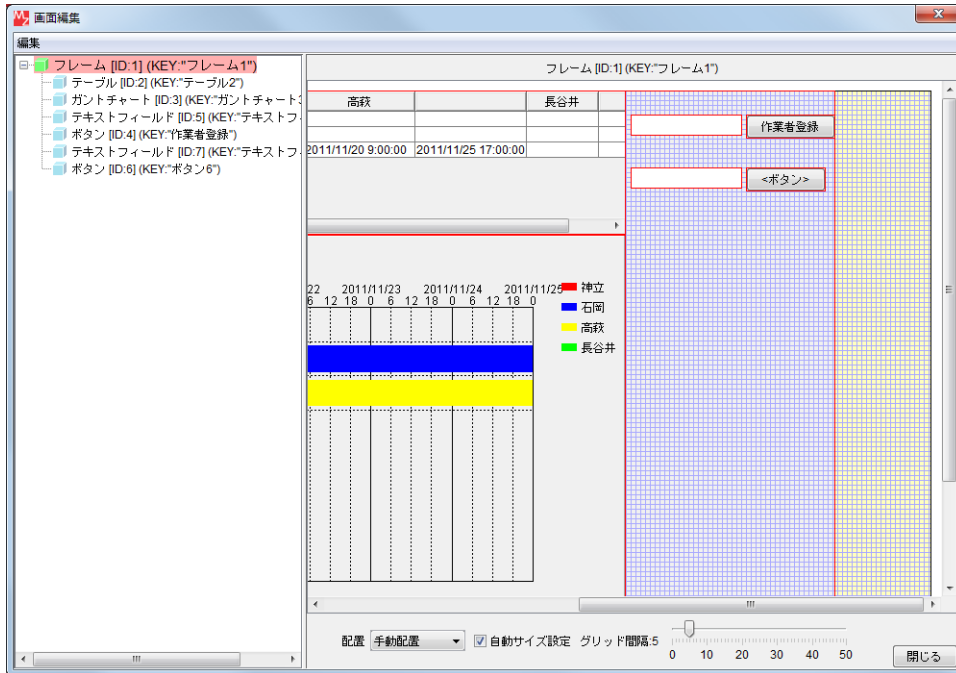 画面編集
編集
フレーム [ID:1] (KEY:"フレーム1")
テーブル [ID:2] (KEY:"テーブル2")
ガントチャート [ID:3] (KEY:"ガントチャート3
テキストフィールド [ID:5] (KEY:"テキストフ
ボタン [ID:4] (KEY:"作業者登録")
テキストフィールド [ID:7] (KEY:"テキストフ
ボタン [ID:6] (KEY:"ボタン6")
フレーム [ID:1] (KEY:"フレーム1")
高萩 長谷井
2011/11/20 9:00:00 2011/11/25 17:00:00
作業者登録
<ボタン>
22 2011/11/23 2011/11/24 2011/11/25
6 12 18 0 6 12 18 0 6 12 18 0
神立
石岡
高萩
長谷井
配置 手動配置 自動サイズ設定 グリッド間隔:5
0 10 20 30 40 50
閉じる